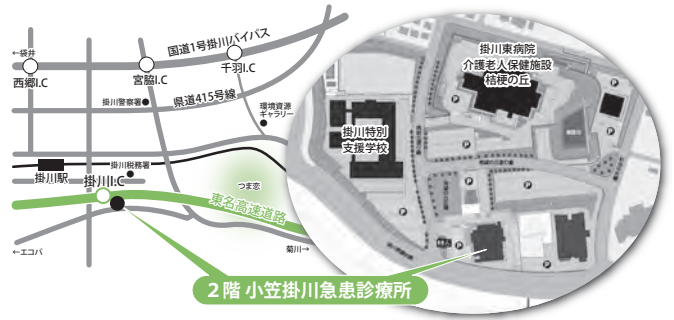 国道1号掛川バイパス
←袋井
西郷I.C
宮脇I.C
千羽I.C
掛川警察署
県道415号線
環境資源
ギャラリー
掛川駅
掛川税務署
掛川I.C
つま恋
東名高速道路
←エコパ
菊川→
掛川東病院
介護老人保健施設
桔梗の丘
掛川特別
支援学校
P
P
P
P
P
P
P
P
２階 小笠掛川急患診療所